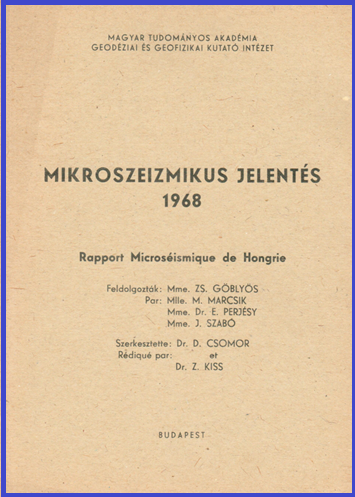 MAGYAR TUDOMÁNYOS AKADÉMIA
GEODÉZIAI ÉS GEOFIZIKAI KUTATÓ INTÉZET
MIKROSZEIZMIKUS JELENTÉS
1968
Rapport Microséismique de Hongrie
Feldolgozták: Mme. ZS. GÖBLYÖS
Par: Mlle. M. MARCSIK
Mme. Dr. E. PERJÉSY
Mme. J. SZABÓ
Szerkesztette: Dr. D. CSOMOR
Rédiqué par: et
Dr. Z. KISS
BUDAPEST